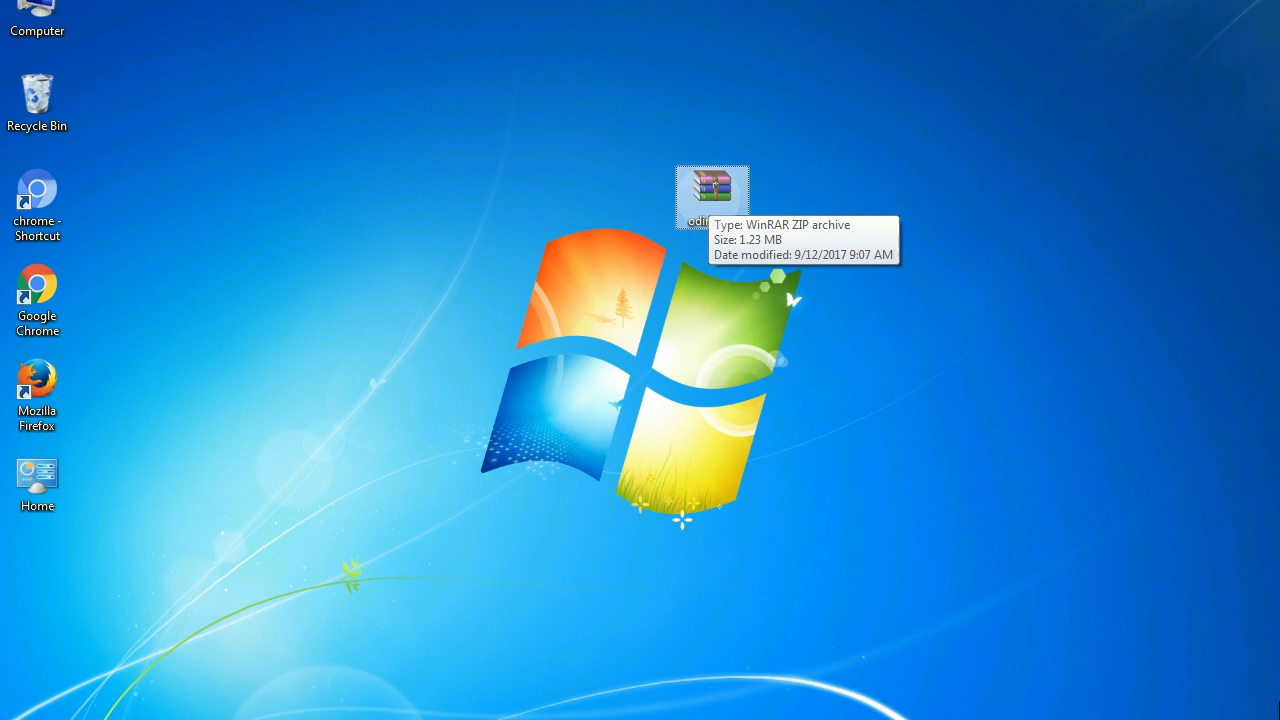 Computer
Recycle Bin
chrome -
Shortcut
Google
Chrome
Mozilla
Firefox
Home
Type: WinRAR ZIP archive
Size: 1.23 MB
Date modified: 9/12/2017 9:07 AM